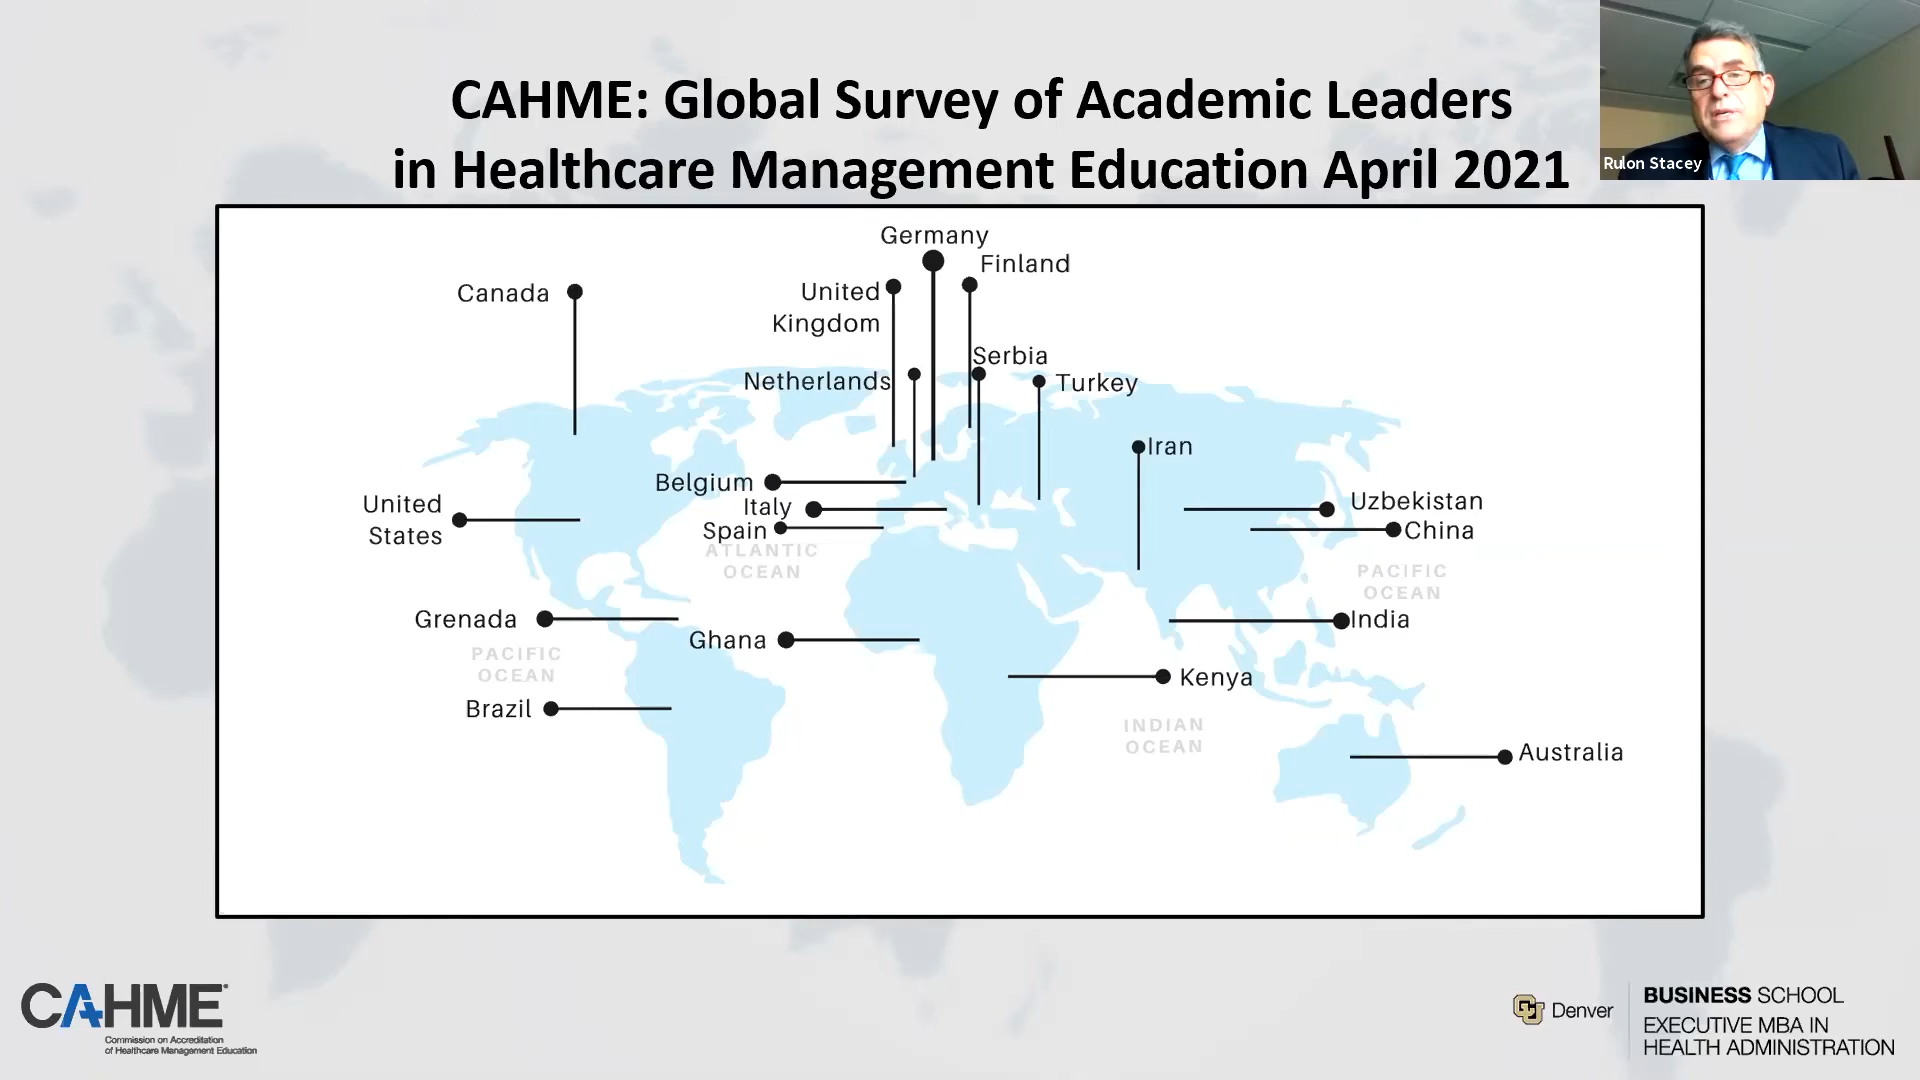 CAHME: Global Survey of Academic Leaders
in Healthcare Management Education April 2021
Rulon Stacey
Germany
Finland
Canada
United
Kingdom
Serbia
Netherlands
Turkey
Iran
Belgium
Italy
Spain
United
States
Uzbekistan
China
ATLANTIC
OCEAN
PACIFIC
OCEAN
Grenada
Ghana
India
PACIFIC
OCEAN
Kenya
Brazil
INDIAN
OCEAN
Australia
CAHME
Commission on Accreditation
of Healthcare Management Education
CU Denver
BUSINESS SCHOOL
EXECUTIVE MBA IN
HEALTH ADMINISTRATION